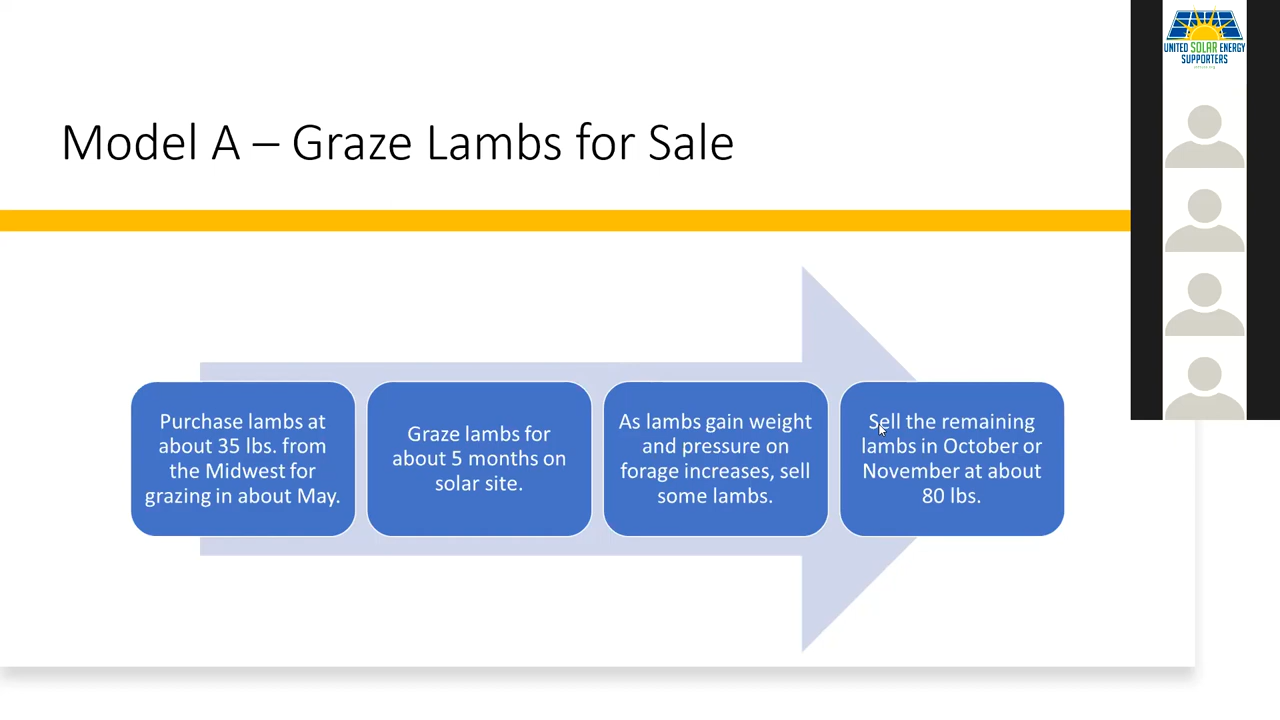 Model A – Graze Lambs for Sale
Purchase lambs at
about 35 lbs. from
the Midwest for
grazing in about May.
Graze lambs for
about 5 months on
solar site.
As lambs gain weight
and pressure on
forage increases, sell
some lambs.
Sell the remaining
lambs in October or
November at about
80 lbs.
UNITED SOLAR ENERGY
SUPPORTERS